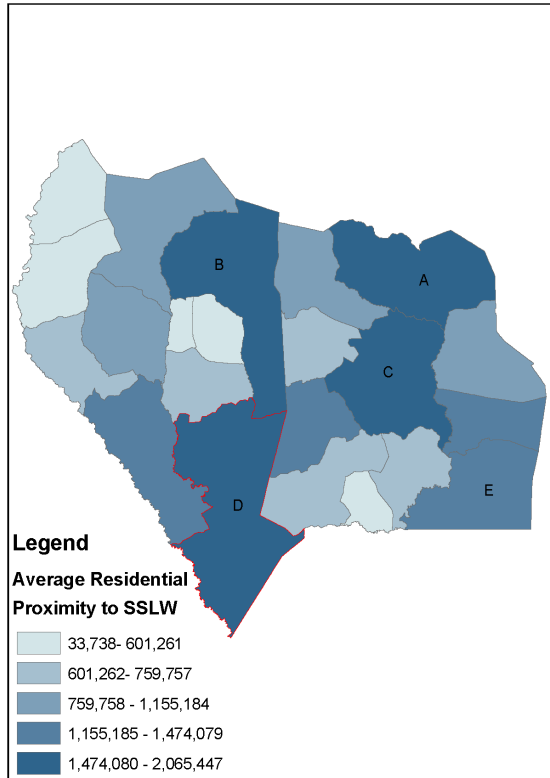 B
A
C
D
E
Legend
Average Residential
Proximity to SSLW
33,738- 601,261
601,262- 759,757
759,758 - 1,155,184
1,155,185 - 1,474,079
1,474,080 - 2,065,447